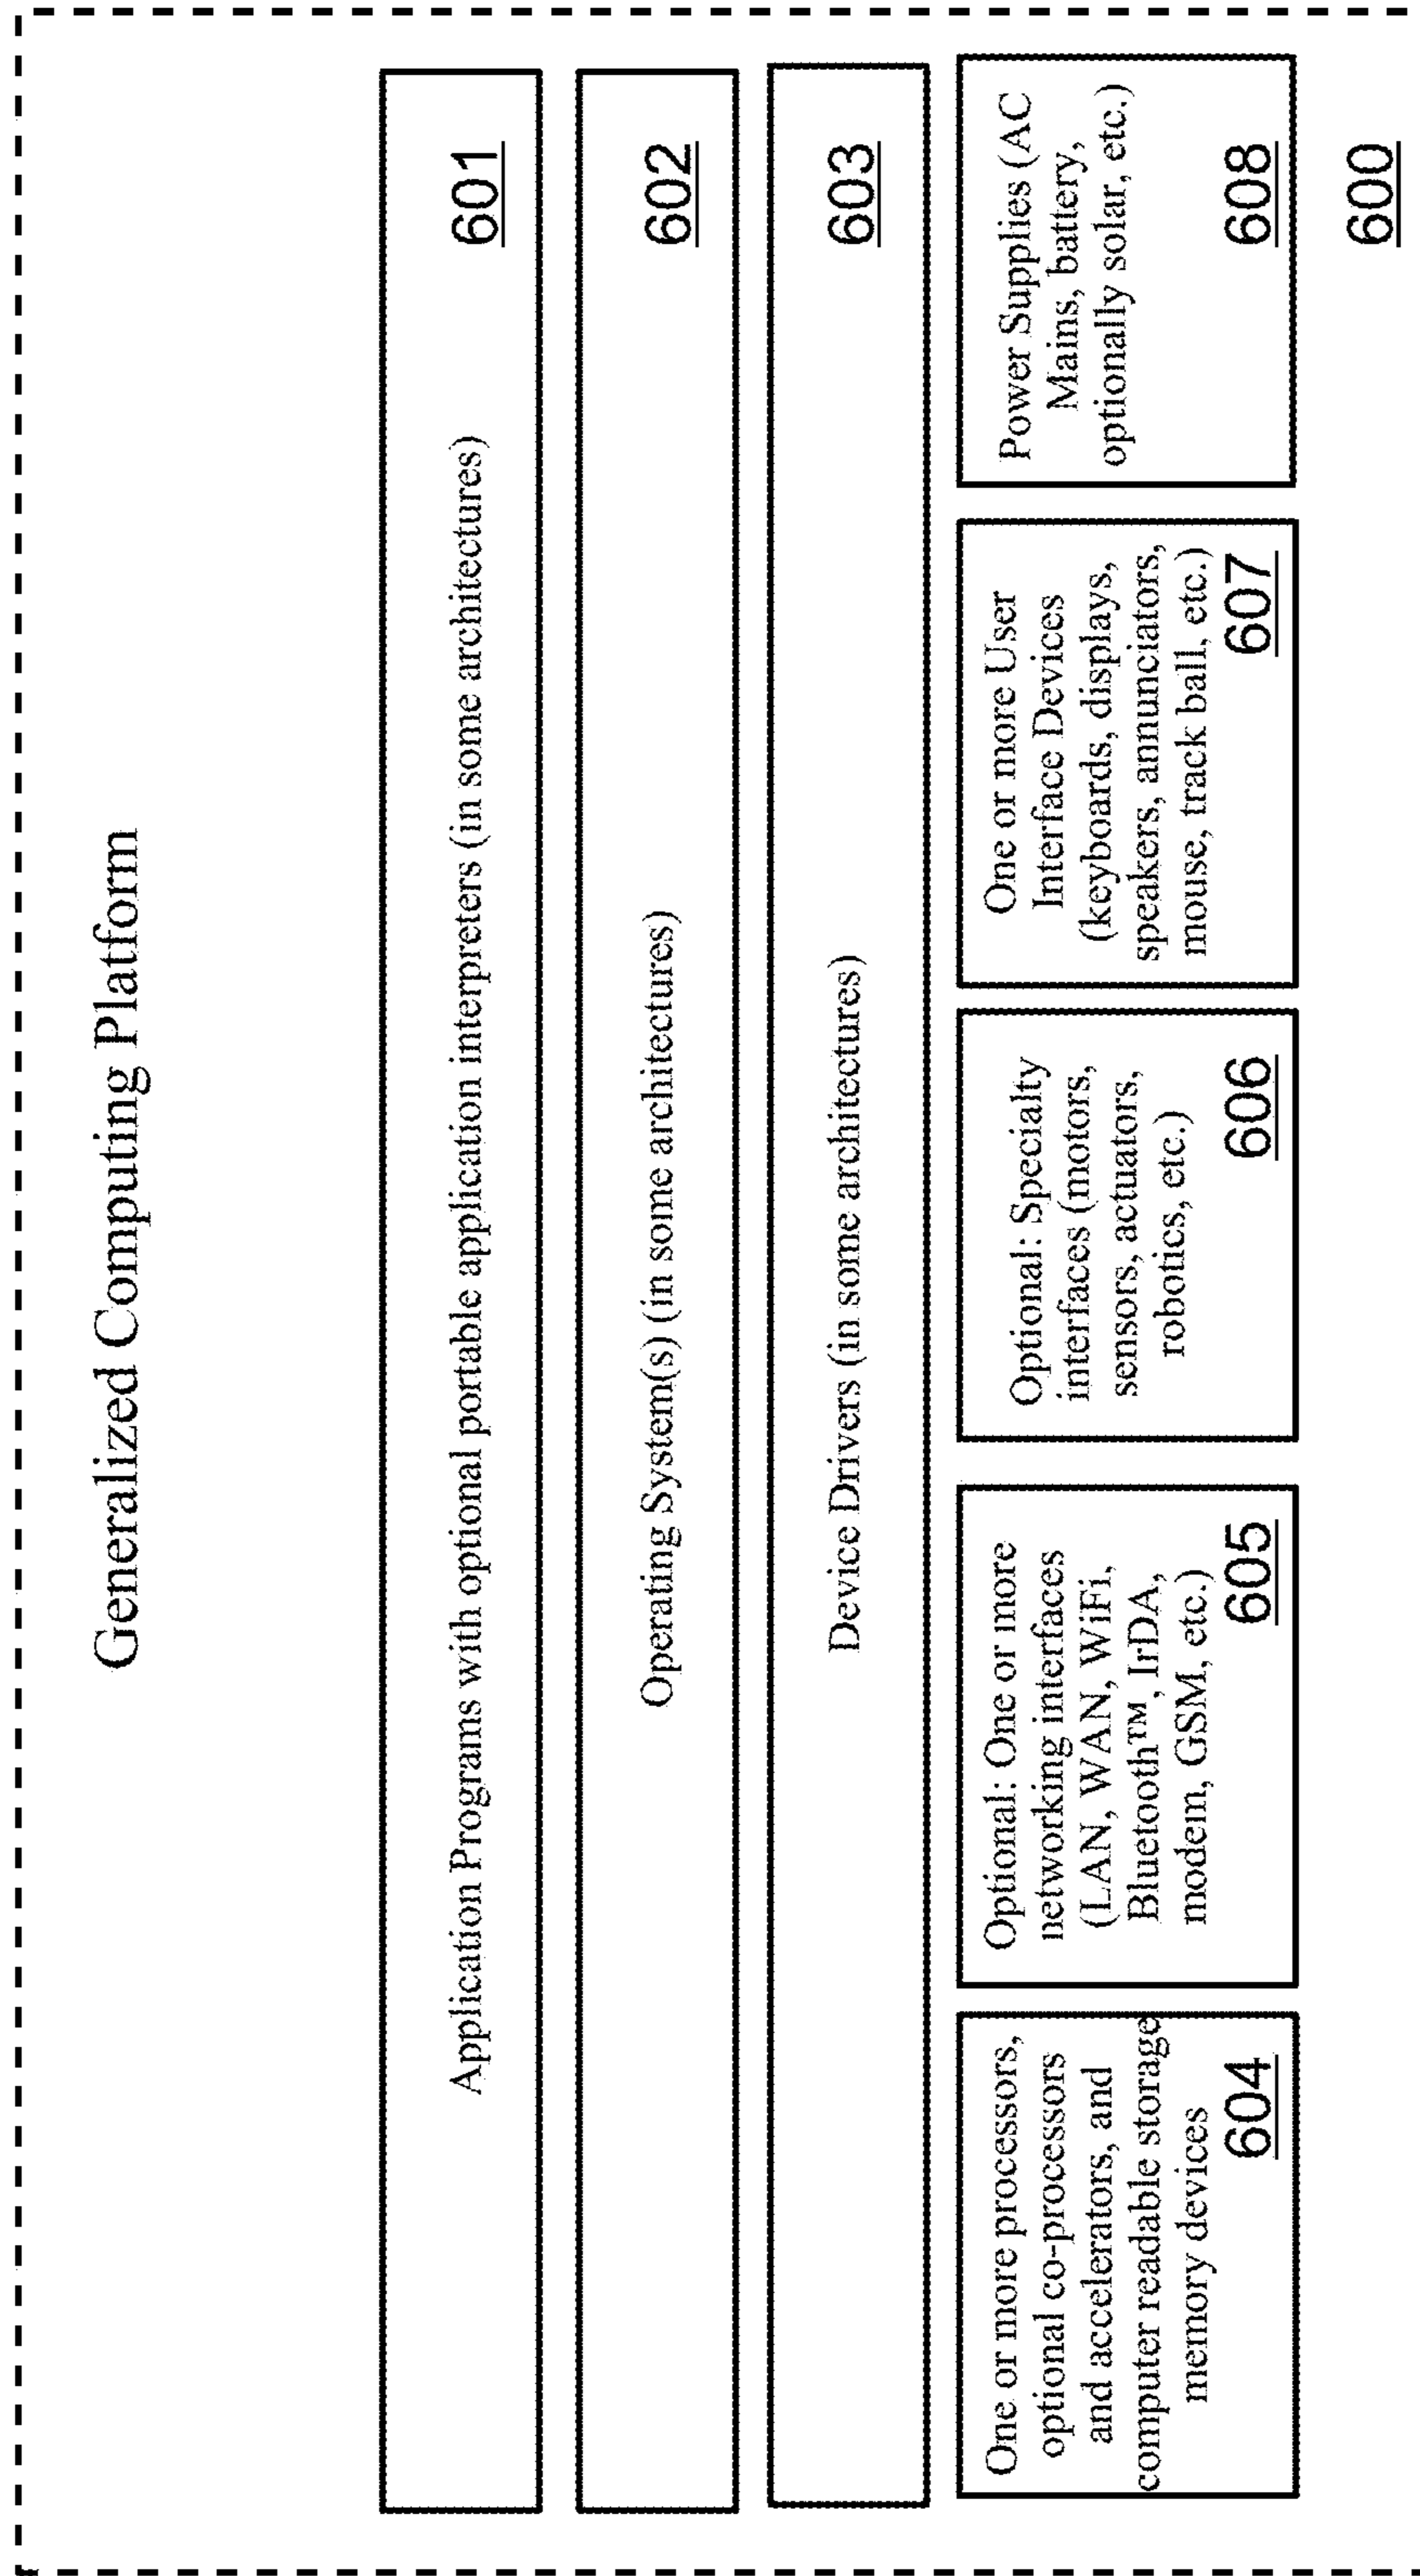 Generalized Computing Platform
Application Programs with optional portable application interpreters (in some architectures)
601
Operating System(s) (in some architectures)
602
Device Drivers (in some architectures)
603
One or more processors,
optional co-processors
and accelerators, and
computer readable storage
memory devices
604
Optional: One or more
networking interfaces
(LAN, WAN, WiFi,
Bluetooth™, IrDA,
modem, GSM, etc.)
605
Optional: Specialty
interfaces (motors,
sensors, actuators,
robotics, etc.)
606
One or more User
Interface Devices
(keyboards, displays,
speakers, annunciators,
mouse, track ball, etc.)
607
Power Supplies (AC
Mains, battery,
optionally solar, etc.)
608
600